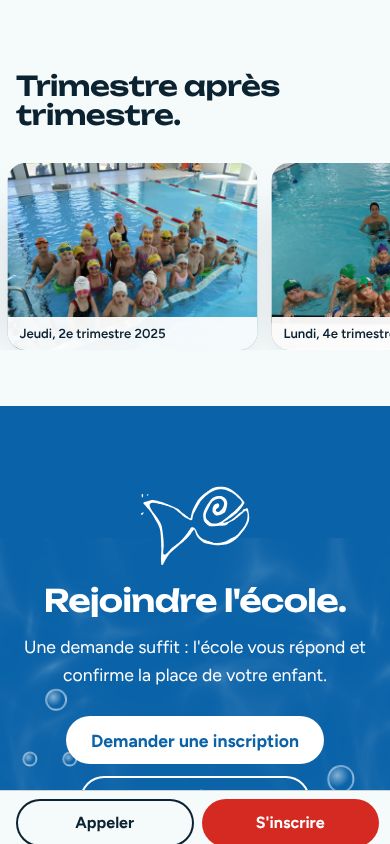 Trimestre après
trimestre.
Jeudi, 2e trimestre 2025
Lundi, 4e trimestre
Rejoindre l'école.
Une demande suffit : l'école vous répond et
confirme la place de votre enfant.
Demander une inscription
Appeler
S'inscrire